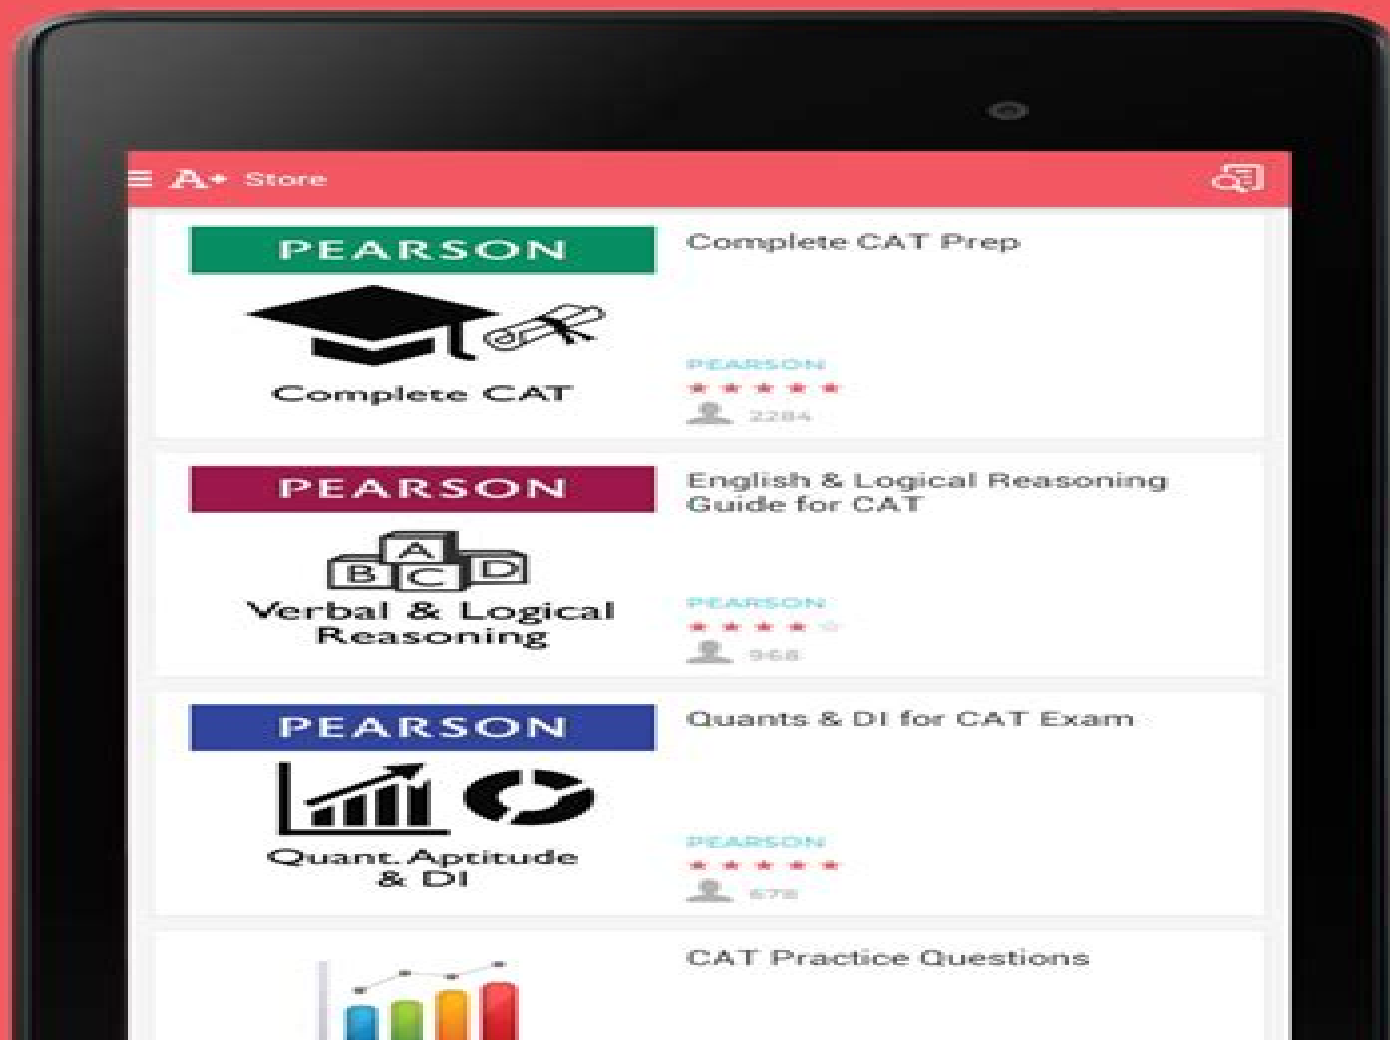 A+ Store
PEARSON
Complete CAT
Complete CAT Prep
PEARSON
2284
PEARSON
A
B C D
Verbal & Logical
Reasoning
English & Logical Reasoning
Guide for CAT
PEARSON
968
PEARSON
Quant. Aptitude
& DI
Quants & DI for CAT Exam
PEARSON
678
CAT Practice Questions